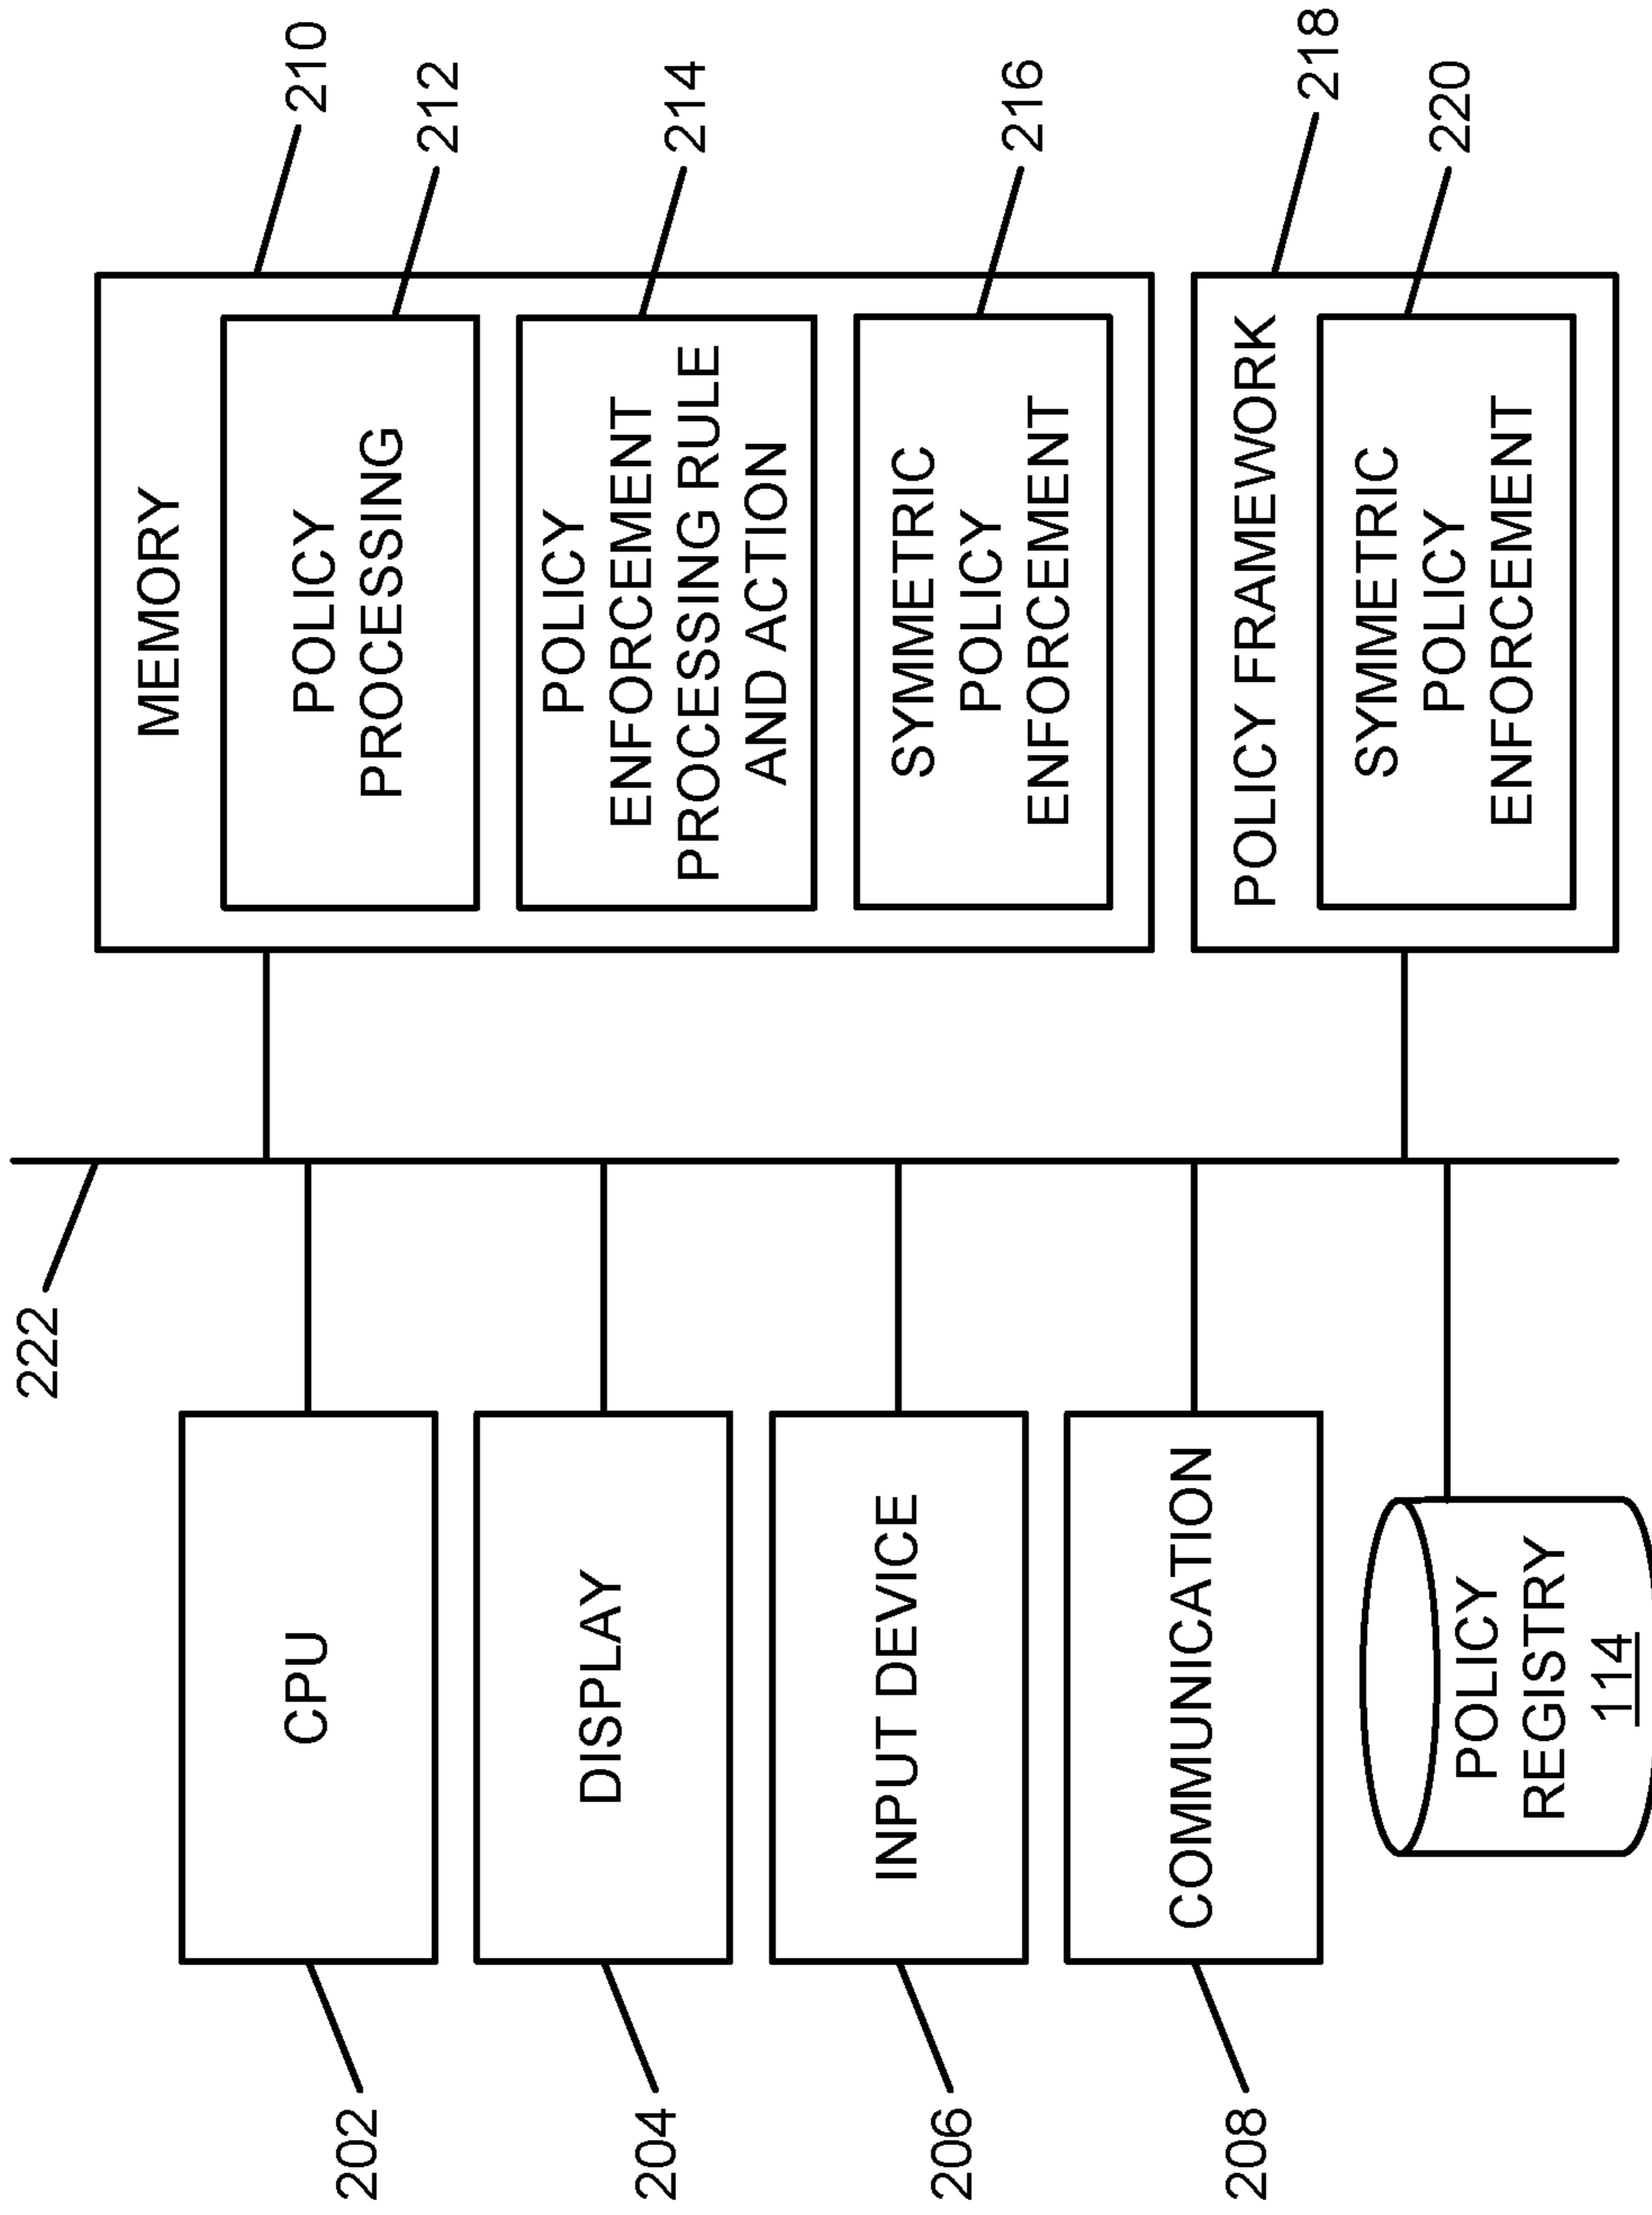 222
210
MEMORY
212
POLICY
PROCESSING
214
POLICY
ENFORCEMENT
PROCESSING RULE
AND ACTION
216
SYMMETRIC
POLICY
ENFORCEMENT
218
POLICY FRAMEWORK
220
SYMMETRIC
POLICY
ENFORCEMENT
202
CPU
204
DISPLAY
206
INPUT DEVICE
208
COMMUNICATION
POLICY
REGISTRY
114